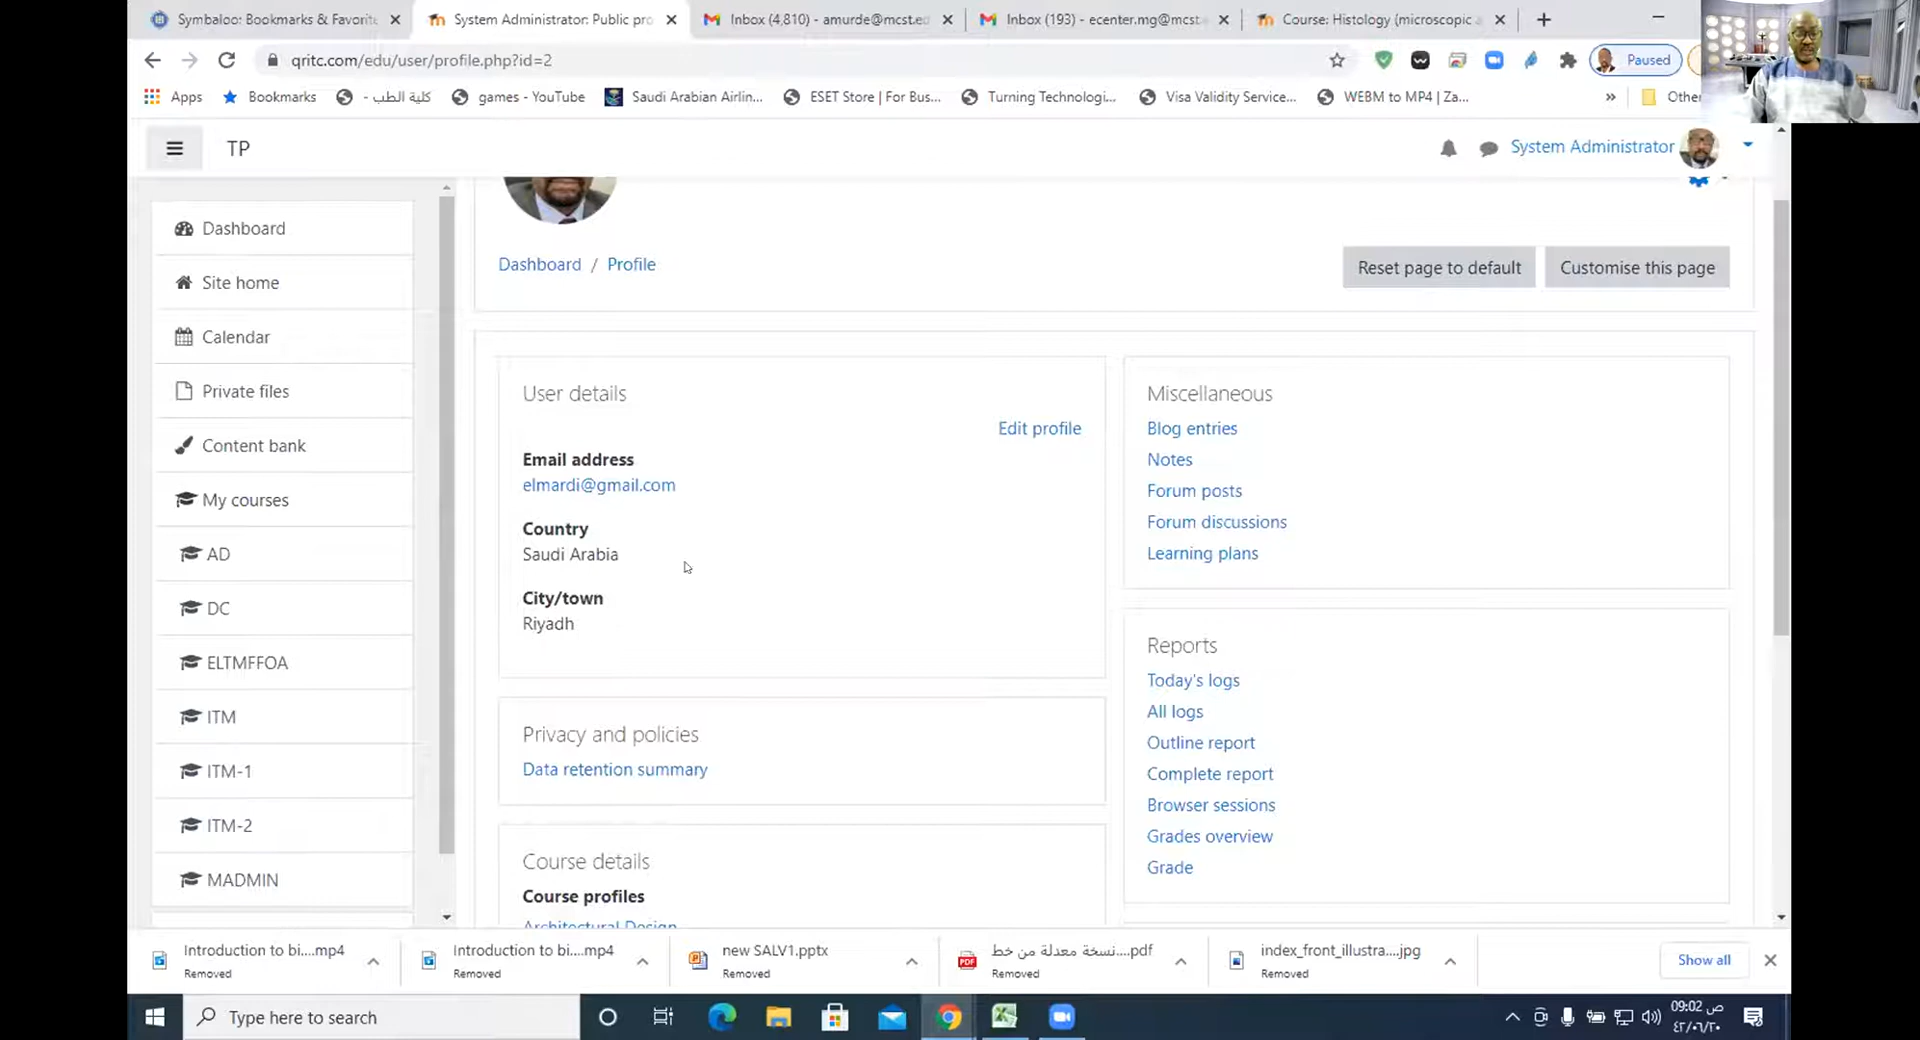 Symbaloo: Bookmarks & Favorite
System Administrator: Public pro
Inbox (4,810) - amurde@mcst.ed
Inbox (193) - ecenter.mg@mcst.
Course: Histology (microscopic a
qritc.com/edu/user/profile.php?id=2
Paused
Apps
Bookmarks
كلية الطب -
games - YouTube
Saudi Arabian Airlin...
ESET Store | For Bus...
Turning Technologi...
Visa Validity Service...
WEBM to MP4 | Za...
»
Other
TP
System Administrator
Dashboard
Site home
Calendar
Private files
Content bank
My courses
AD
DC
ELTMFFOA
ITM
ITM-1
ITM-2
MADMIN
Dashboard / Profile
Reset page to default
Customise this page
User details
Edit profile
Email address
elmardi@gmail.com
Country
Saudi Arabia
City/town
Riyadh
Privacy and policies
Data retention summary
Course details
Course profiles
Architectural Design
Miscellaneous
Blog entries
Notes
Forum posts
Forum discussions
Learning plans
Reports
Today's logs
All logs
Outline report
Complete report
Browser sessions
Grades overview
Grade
Introduction to bi....mp4
Removed
Introduction to bi....mp4
Removed
new SALV1.pptx
Removed
نسخة معدلة من خط....pdf
Removed
index_front_illustra....jpg
Removed
Show all
Type here to search
09:02 ص
٤٢/٠٦/٢٠